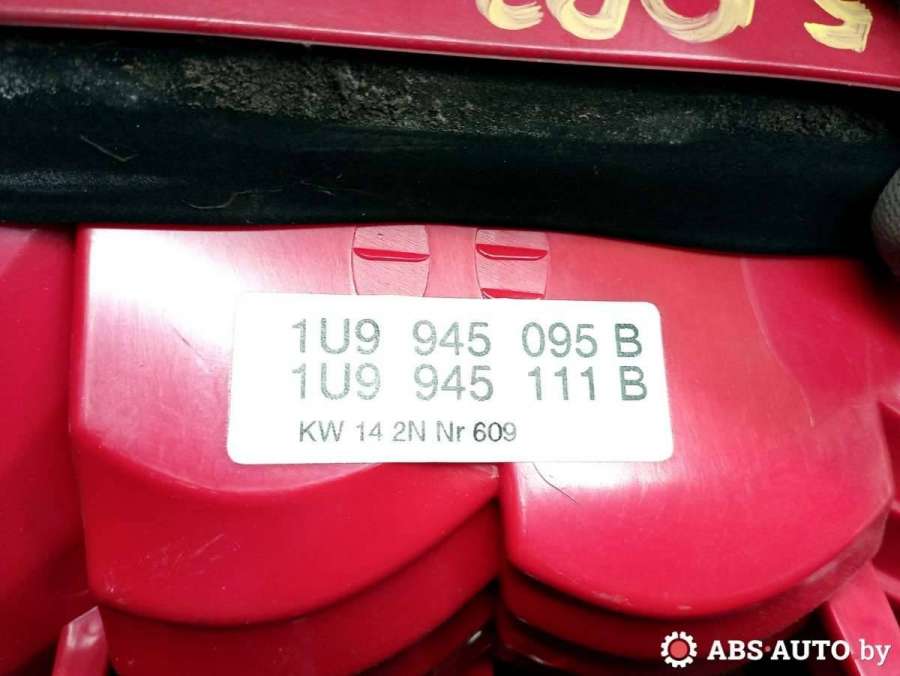 1U9 945 095 B
1U9 945 111 B
KW 14 2N Nr 609
ABS AUTO by